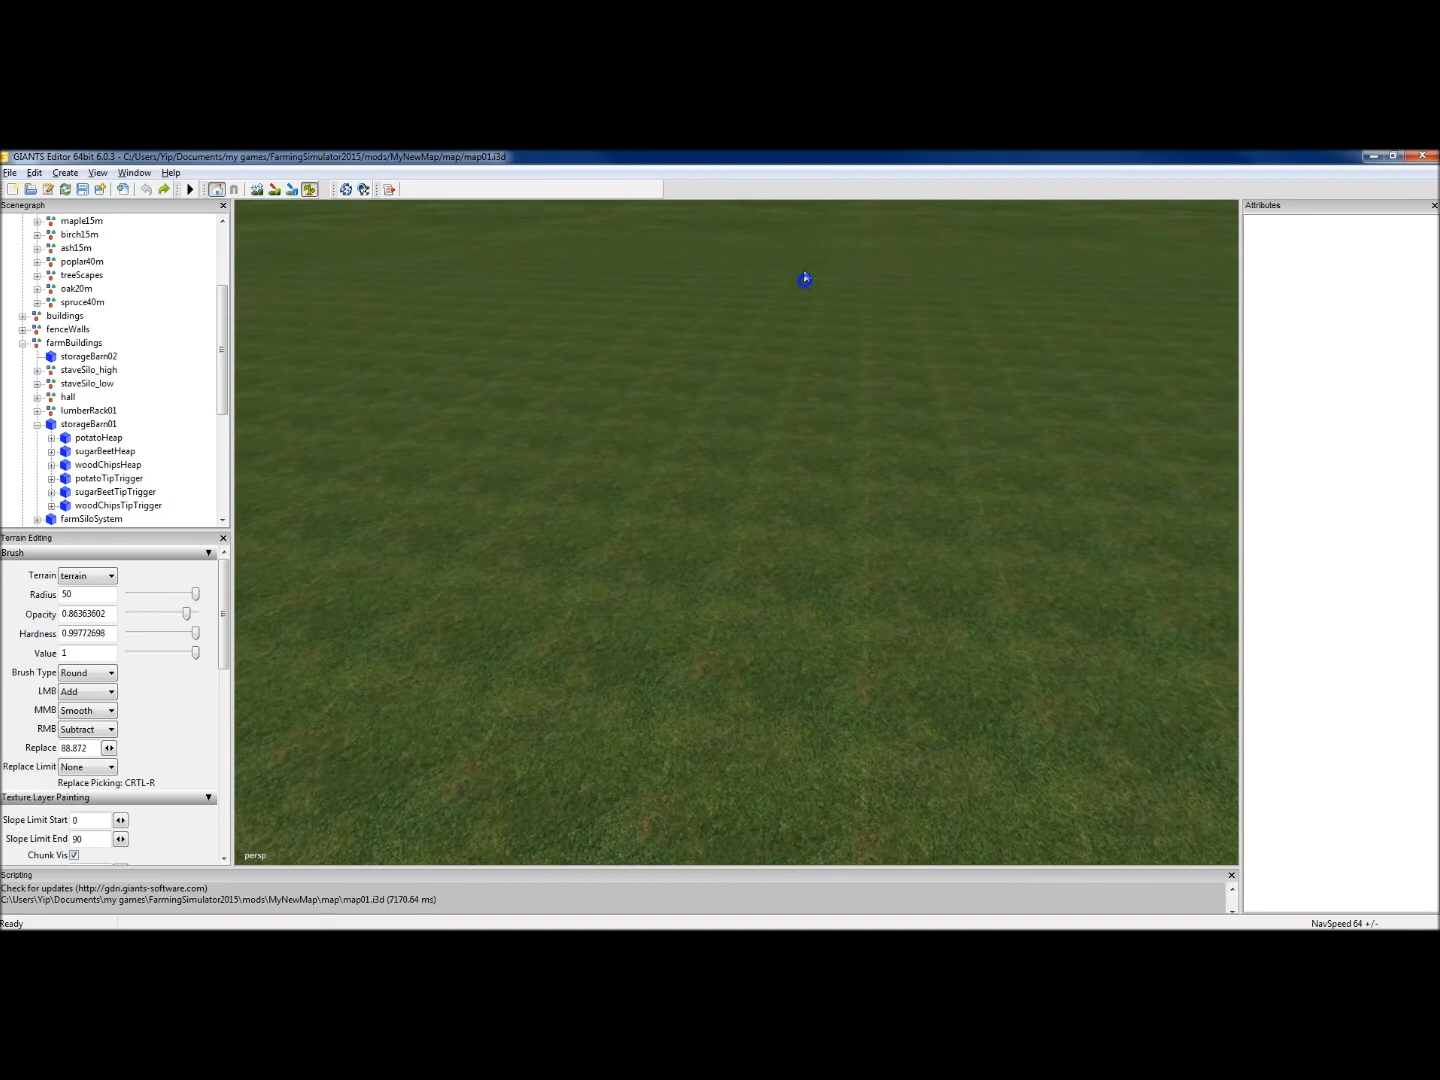 GIANTS Editor 64bit 6.0.3 - C:/Users/Yip/Documents/my games/FarmingSimulator2015/mods/MyNewMap/map/map01.i3d
File Edit Create View Window Help
Scenegraph
maple15m
birch15m
ash15m
poplar40m
treeScapes
oak20m
spruce40m
buildings
fenceWalls
farmBuildings
storageBarn02
staveSilo_high
staveSilo_low
hall
lumberRack01
storageBarn01
potatoHeap
sugarBeetHeap
woodChipsHeap
potatoTipTrigger
sugarBeetTipTrigger
woodChipsTipTrigger
farmSiloSystem
Terrain Editing
Brush
Terrain terrain
Radius 50
Opacity 0.86363602
Hardness 0.99772698
Value 1
Brush Type Round
LMB Add
MMB Smooth
RMB Subtract
Replace 88.872
Replace Limit None
Replace Picking: CRTL-R
Texture Layer Painting
Slope Limit Start 0
Slope Limit End 90
Chunk Vis
persp
Attributes
Scripting
Check for updates (http://gdn.giants-software.com)
C:\Users\Yip\Documents\my games\FarmingSimulator2015\mods\MyNewMap\map\map01.i3d (7170.64 ms)
Ready
NavSpeed 64 +/-